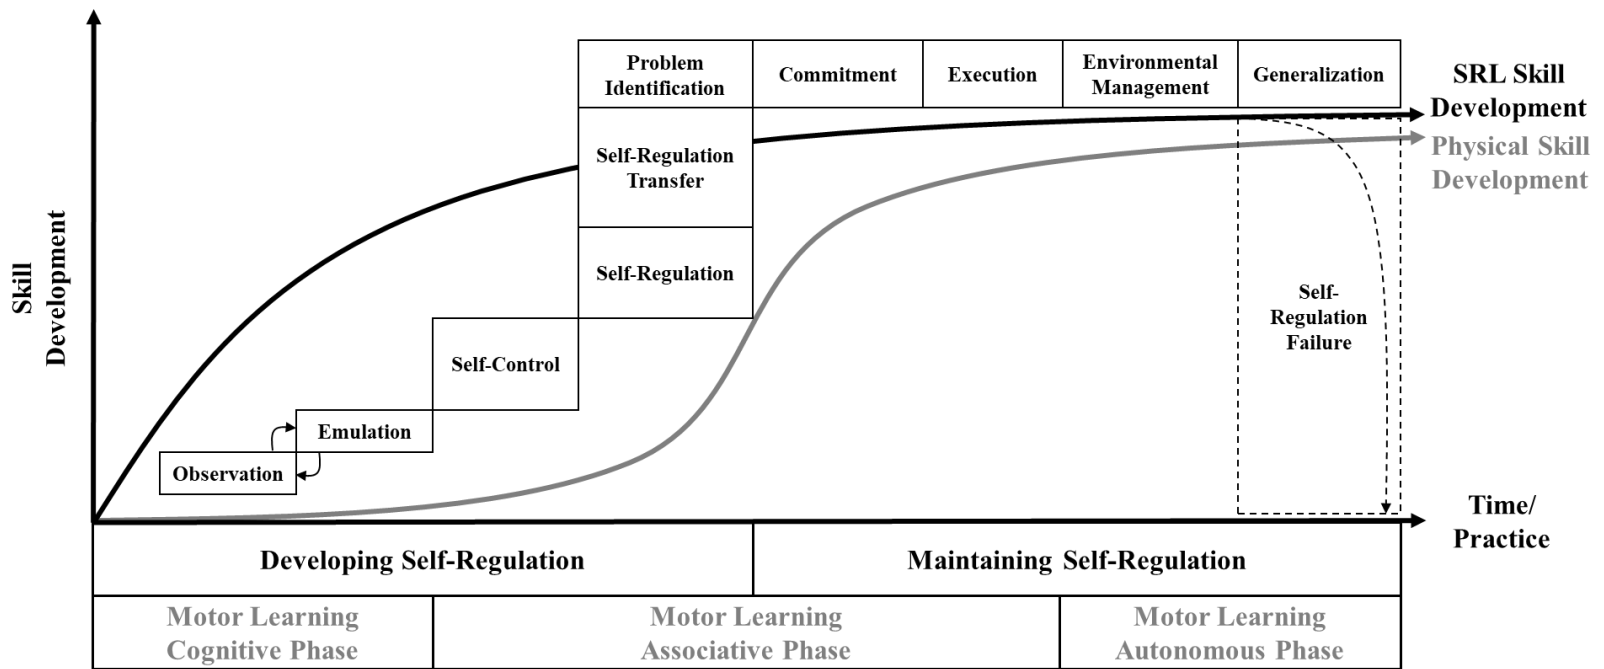 Problem
Identification
Commitment
Execution
Environmental
Management
Generalization
SRL Skill
Development
Physical Skill
Development
Self-Regulation
Transfer
Self-Regulation
Self-Control
Emulation
Observation
Self-
Regulation
Failure
Skill
Development
Time/
Practice
Developing Self-Regulation
Maintaining Self-Regulation
Motor Learning
Cognitive Phase
Motor Learning
Associative Phase
Motor Learning
Autonomous Phase